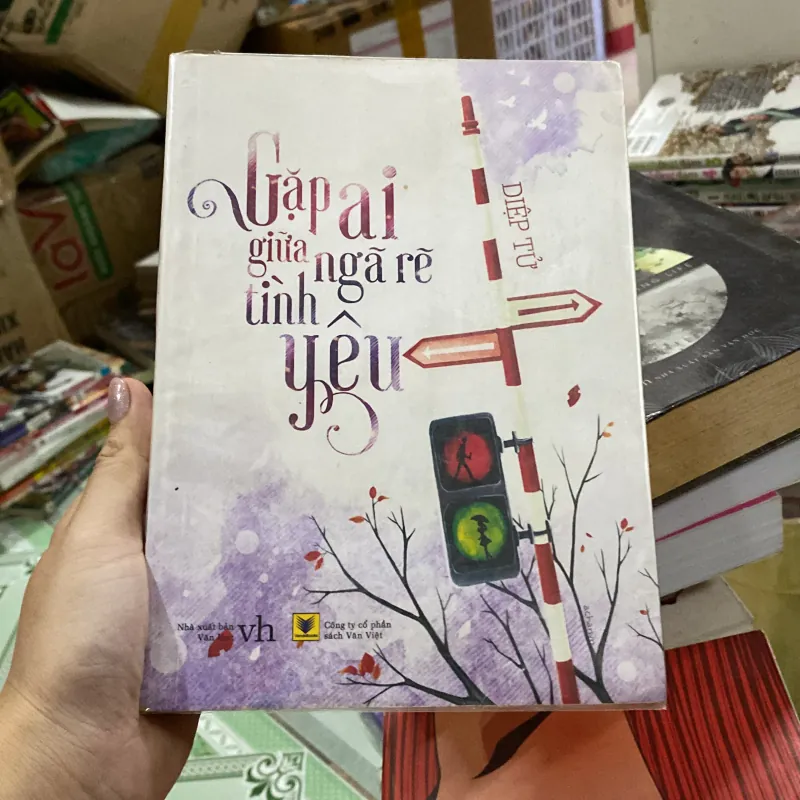 Gặp ai
giữa ngã rẽ
tình
yêu
DIỆP TỬ
Nhà xuất bản
Văn
vh
Công ty cổ phần
sách Văn Việt
lav